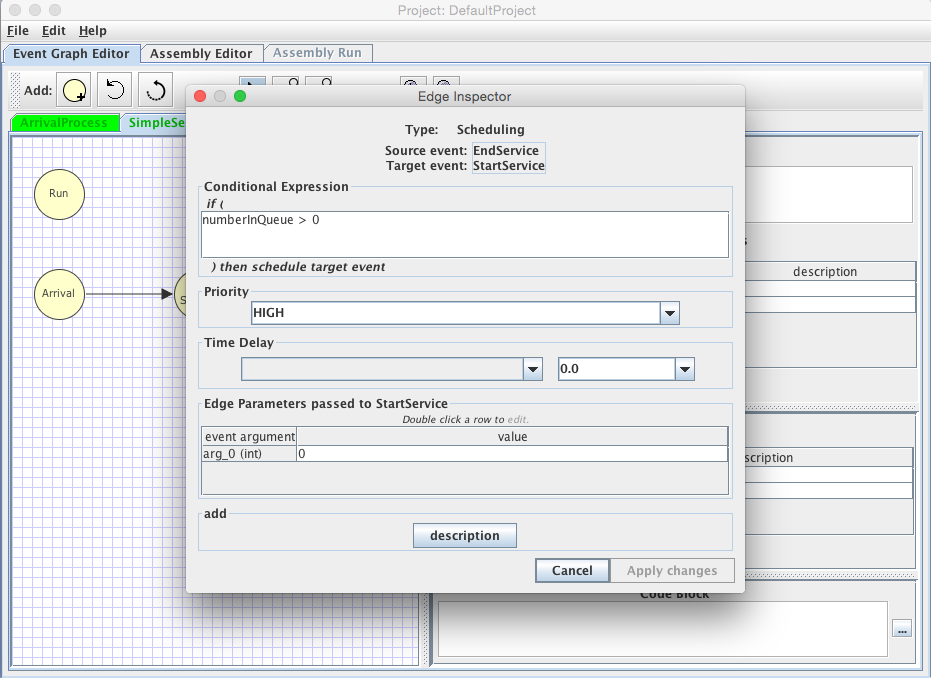 Project: DefaultProject
File Edit Help
Event Graph Editor Assembly Editor Assembly Run
Add:
Edge Inspector
ArrivalProcess SimpleSe
Type: Scheduling
Source event: EndService
Target event: StartService
Run
Conditional Expression
if (
numberInQueue > 0
) then schedule target event
description
Arrival
S
Priority
HIGH
Time Delay
0.0
Edge Parameters passed to StartService
Double click a row to edit.
event argument value
arg_0 (int) 0
scription
add
description
Cancel Apply changes
Code Block
...